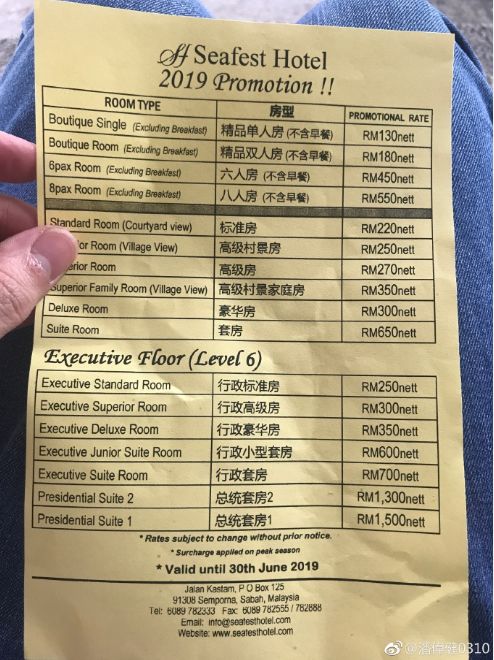 SH Seafest Hotel
2019 Promotion !!
ROOM TYPE 房型 PROMOTIONAL RATE
Boutique Single (Excluding Breakfast) 精品单人房 (不含早餐) RM130nett
Boutique Room (Excluding Breakfast) 精品双人房 (不含早餐) RM180nett
6pax Room (Excluding Breakfast) 六人房 (不含早餐) RM450nett
8pax Room (Excluding Breakfast) 八人房 (不含早餐) RM550nett
Standard Room (Courtyard view) 标准房 RM220nett
Room (Village View) 高级村景房 RM250nett
Room 高级房 RM270nett
Superior Family Room (Village View) 高级村景家庭房 RM350nett
Deluxe Room 豪华房 RM300nett
Suite Room 套房 RM650nett
Executive Floor (Level 6)
Executive Standard Room 行政标准房 RM250nett
Executive Superior Room 行政高级房 RM300nett
Executive Deluxe Room 行政豪华房 RM350nett
Executive Junior Suite Room 行政小型套房 RM600nett
Executive Suite Room 行政套房 RM700nett
Presidential Suite 2 总统套房2 RM1,300nett
Presidential Suite 1 总统套房1 RM1,500nett
* Rates subject to change without prior notice.
* Surcharge applied on peak season
* Valid until 30th June 2019
Jalan Kastam, P O Box 125
91308 Semporna, Sabah, Malaysia
Tel: 6089 782333 Fax: 6089 782555 / 782888
Email: info@seafesthotel.com
Website: www.seafesthotel.com